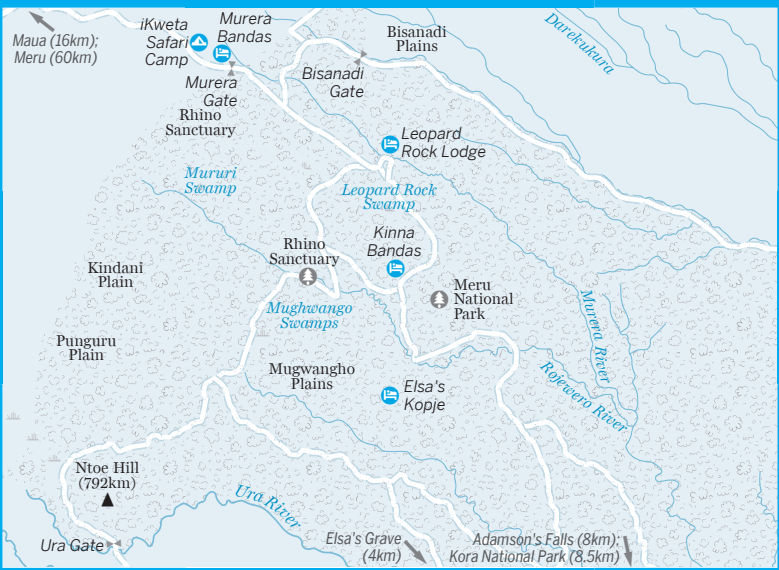 Maua (16km);
Meru (60km)
iKweta
Safari
Camp
Murera
Bandas
Murera
Gate
Rhino
Sanctuary
Bisanadi
Gate
Bisanadi
Plains
Darekukura
Leopard
Rock Lodge
Mururi
Swamp
Leopard Rock
Swamp
Kinna
Bandas
Rhino
Sanctuary
Kindani
Plain
Mughwango
Swamps
Meru
National
Park
Murera River
Punguru
Plain
Mugwangho
Plains
Elsa's
Kopje
Rojewero River
Ntoe Hill
(792km)
Ura River
Ura Gate
Elsa's Grave
(4km)
Adamson's Falls (8km);
Kora National Park (8.5km)